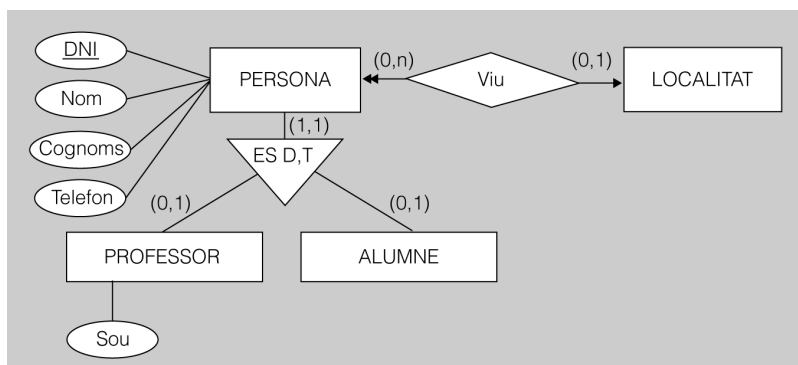 DNI
Nom
Cognoms
Telefon
PERSONA
(0,n)
Viu
(0,1)
LOCALITAT
(1,1)
ES D,T
(0,1)
(0,1)
PROFESSOR
ALUMNE
Sou